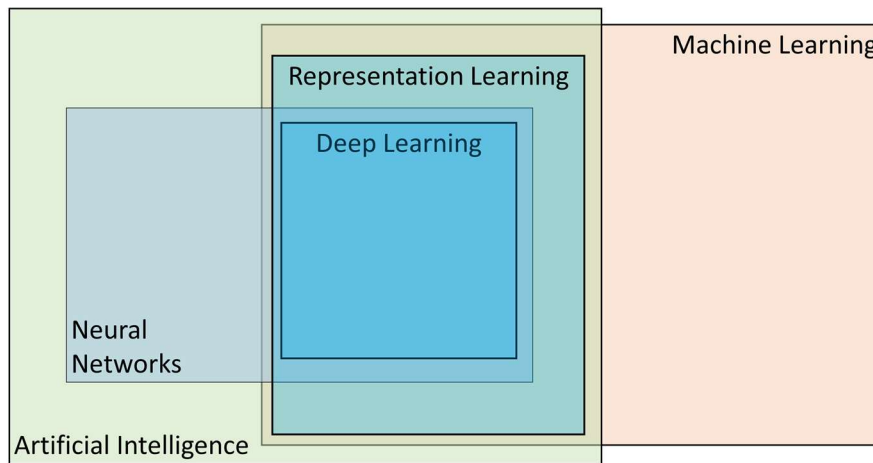 Machine Learning
Representation Learning
Deep Learning
Neural
Networks
Artificial Intelligence